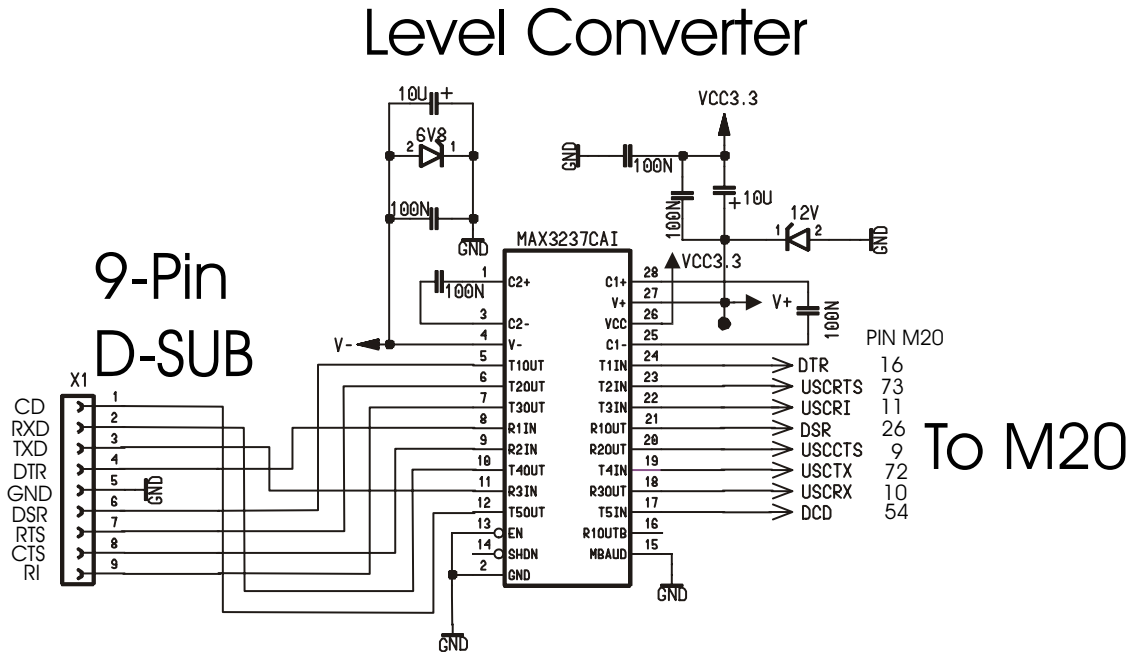 Level Converter
10U +
VCC3.3
6V8
2 1
GND
100N
100N
+ 10U
12V
1 2
GND
100N
GND
MAX3237CAI
VCC3.3
9-Pin
D-SUB
100N
V+
100N
V-
1 C2+
3 C2-
4 V-
5 T1OUT
6 T2OUT
7 T3OUT
8 R1IN
9 R2IN
10 T4OUT
11 R3IN
12 T5OUT
13 EN
14 SHDN
2 GND
C1+ 28
V+ 27
VCC 26
C1- 25
T1IN 24
T2IN 23
T3IN 22
R1OUT 21
R2OUT 20
T4IN 19
R3OUT 18
T5IN 17
R1OUTB 16
MBAUD 15
PIN M20
DTR 16
USCRTS 73
USCRI 11
DSR 26
USCCTS 9
USCTX 72
USCRX 10
DCD 54
To M20
X1
CD 1
RXD 2
TXD 3
DTR 4
GND 5
GND
DSR 6
RTS 7
CTS 8
RI 9
GND
GND